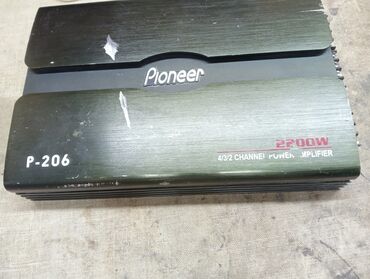 Pioneer
P-206
2200W
4/3/2 CHANNEL POWER AMPLIFIER